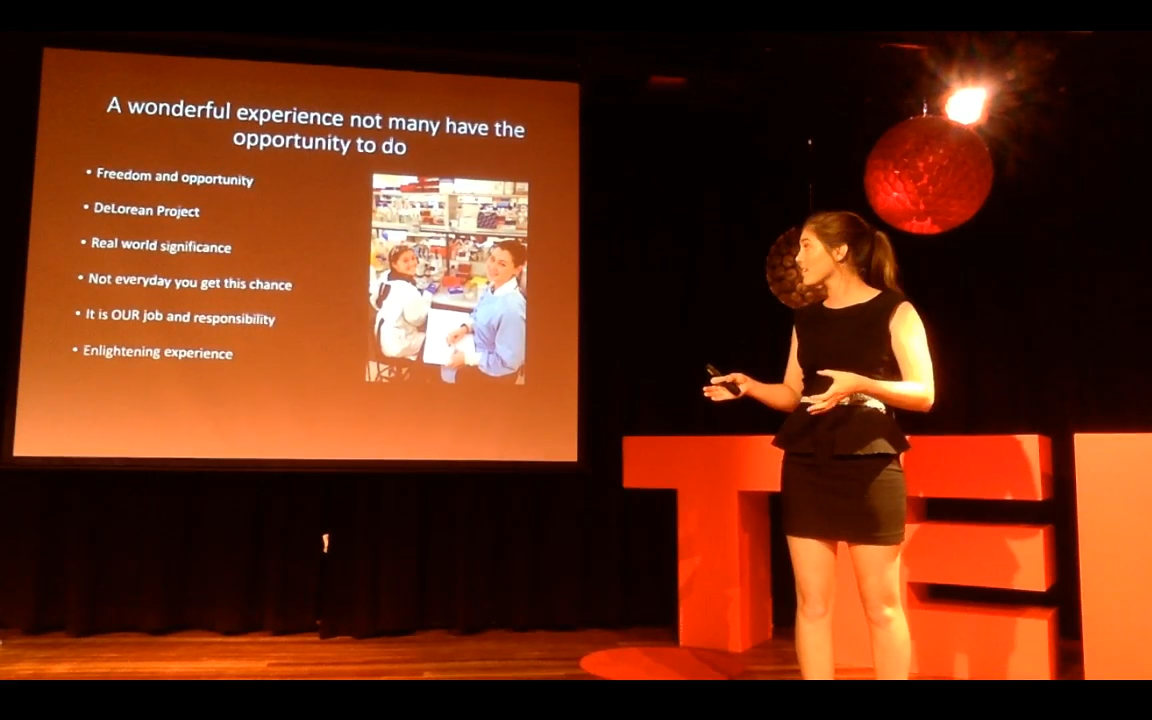 A wonderful experience not many have the
opportunity to do
• Freedom and opportunity
• DeLorean Project
• Real world significance
• Not everyday you get this chance
• It is OUR job and responsibility
• Enlightening experience
TE